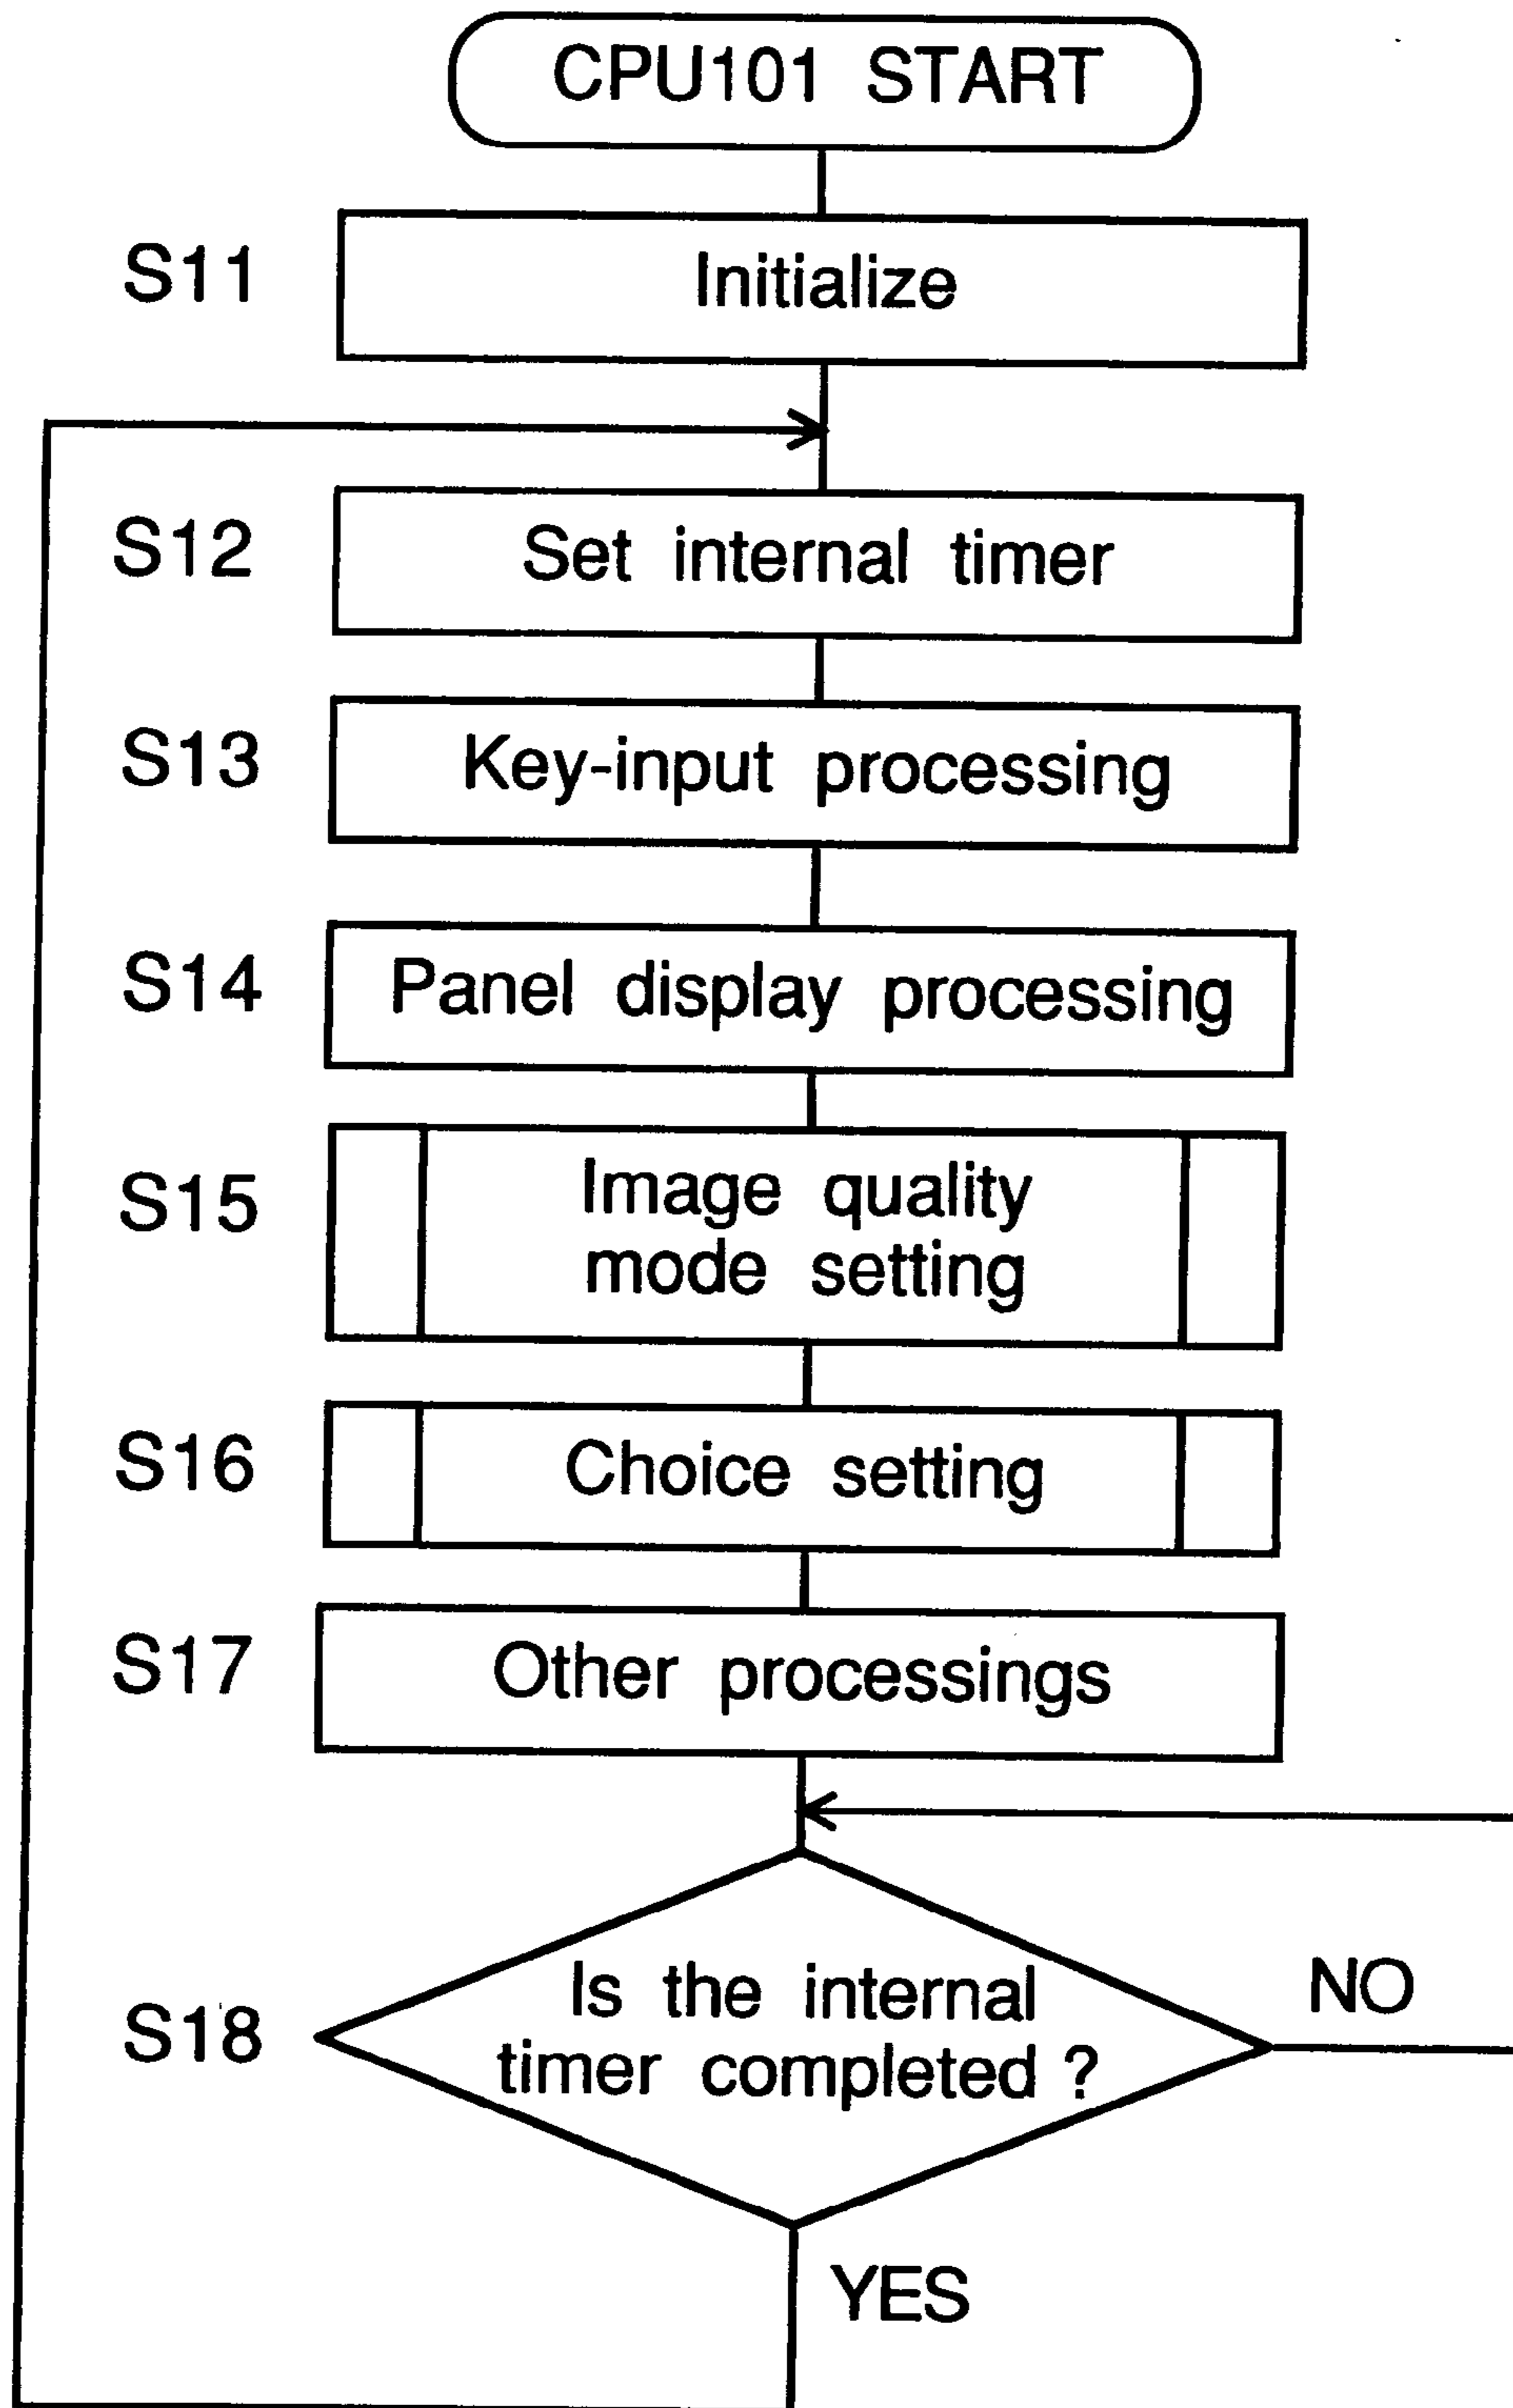 CPU101 START
S11
Initialize
S12
Set internal timer
S13
Key-input processing
S14
Panel display processing
S15
Image quality
mode setting
S16
Choice setting
S17
Other processings
S18
Is the internal
timer completed ?
NO
YES